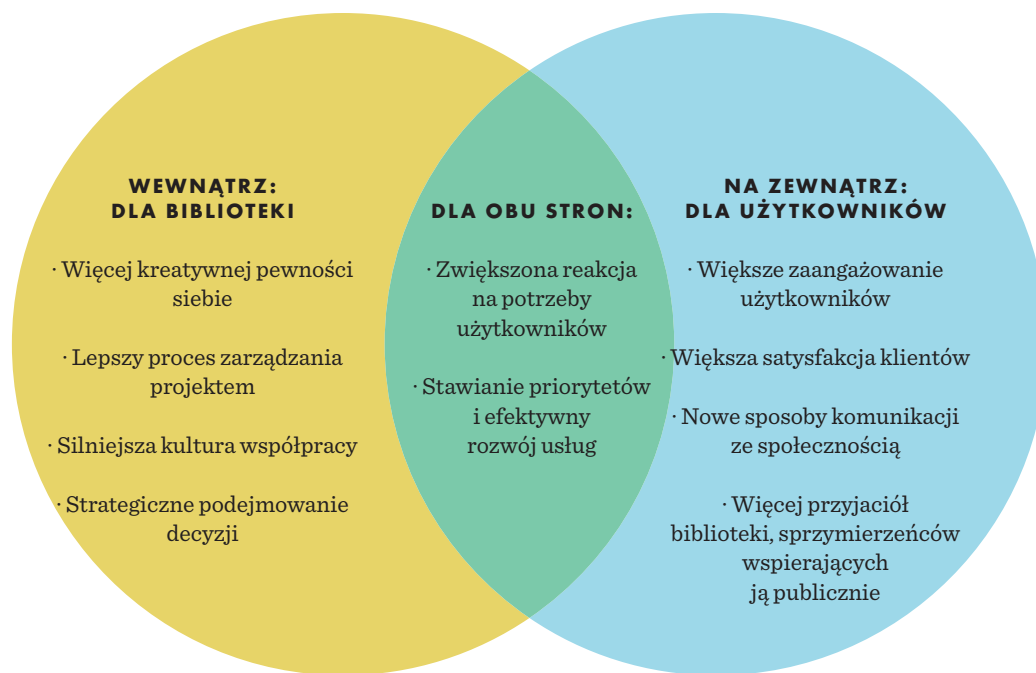 WEWNĄTRZ:
DLA BIBLIOTEKI
· Więcej kreatywnej pewności
siebie
· Lepszy proces zarządzania
projektem
· Silniejsza kultura współpracy
· Strategiczne podejmowanie
decyzji
DLA OBU STRON:
· Zwiększona reakcja
na potrzeby
użytkowników
· Stawianie priorytetów
i efektywny
rozwój usług
NA ZEWNĄTRZ:
DLA UŻYTKOWNIKÓW
· Większe zaangażowanie
użytkowników
· Większa satysfakcja klientów
· Nowe sposoby komunikacji
ze społecznością
· Więcej przyjaciół
biblioteki, sprzymierzeńców
wspierających
ją publicznie